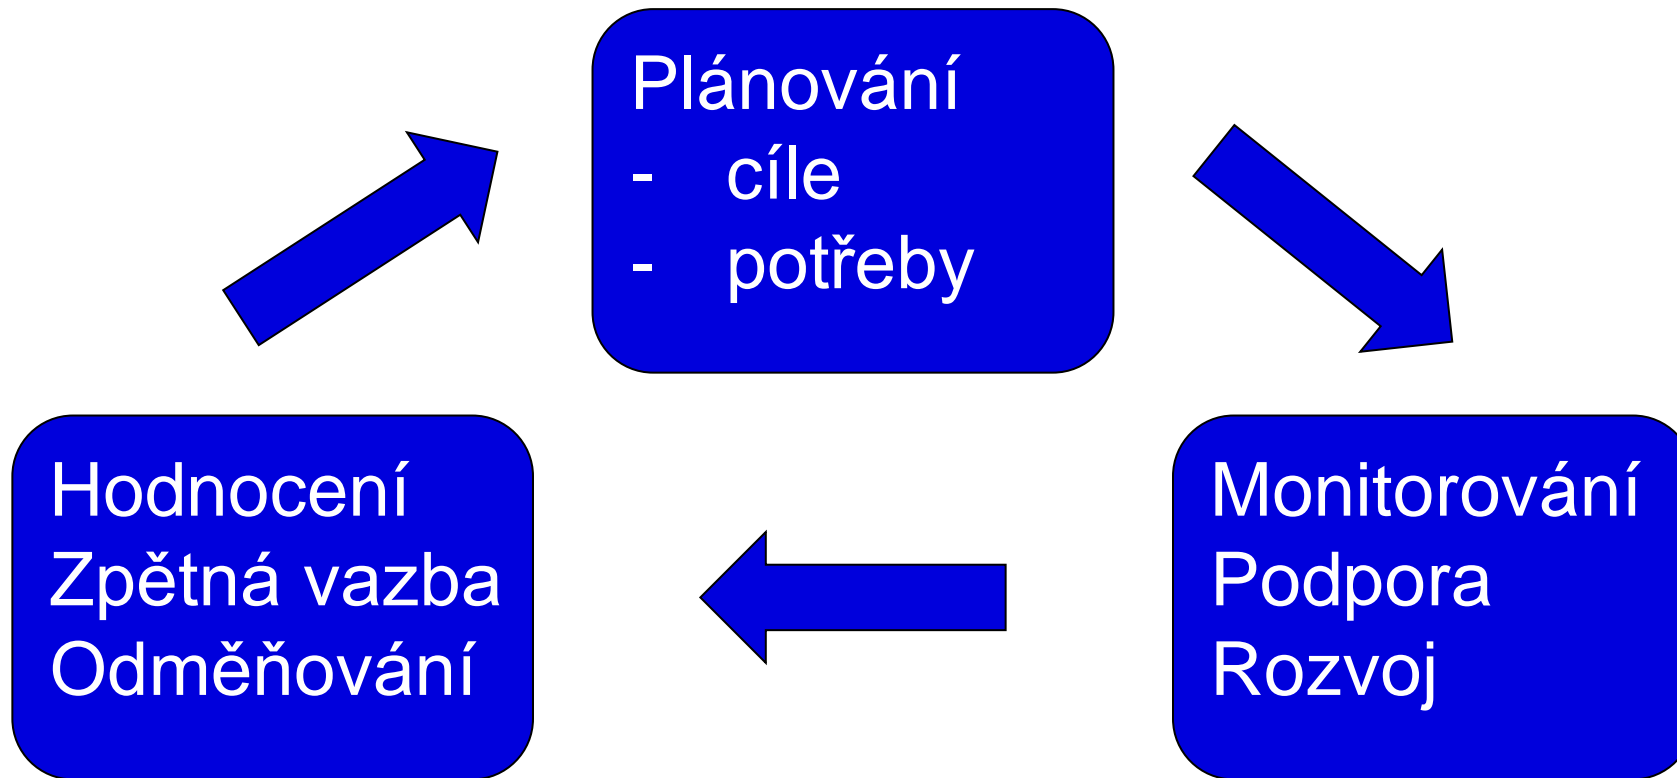 Plánování
- cíle
- potřeby
Hodnocení
Zpětná vazba
Odměňování
Monitorování
Podpora
Rozvoj